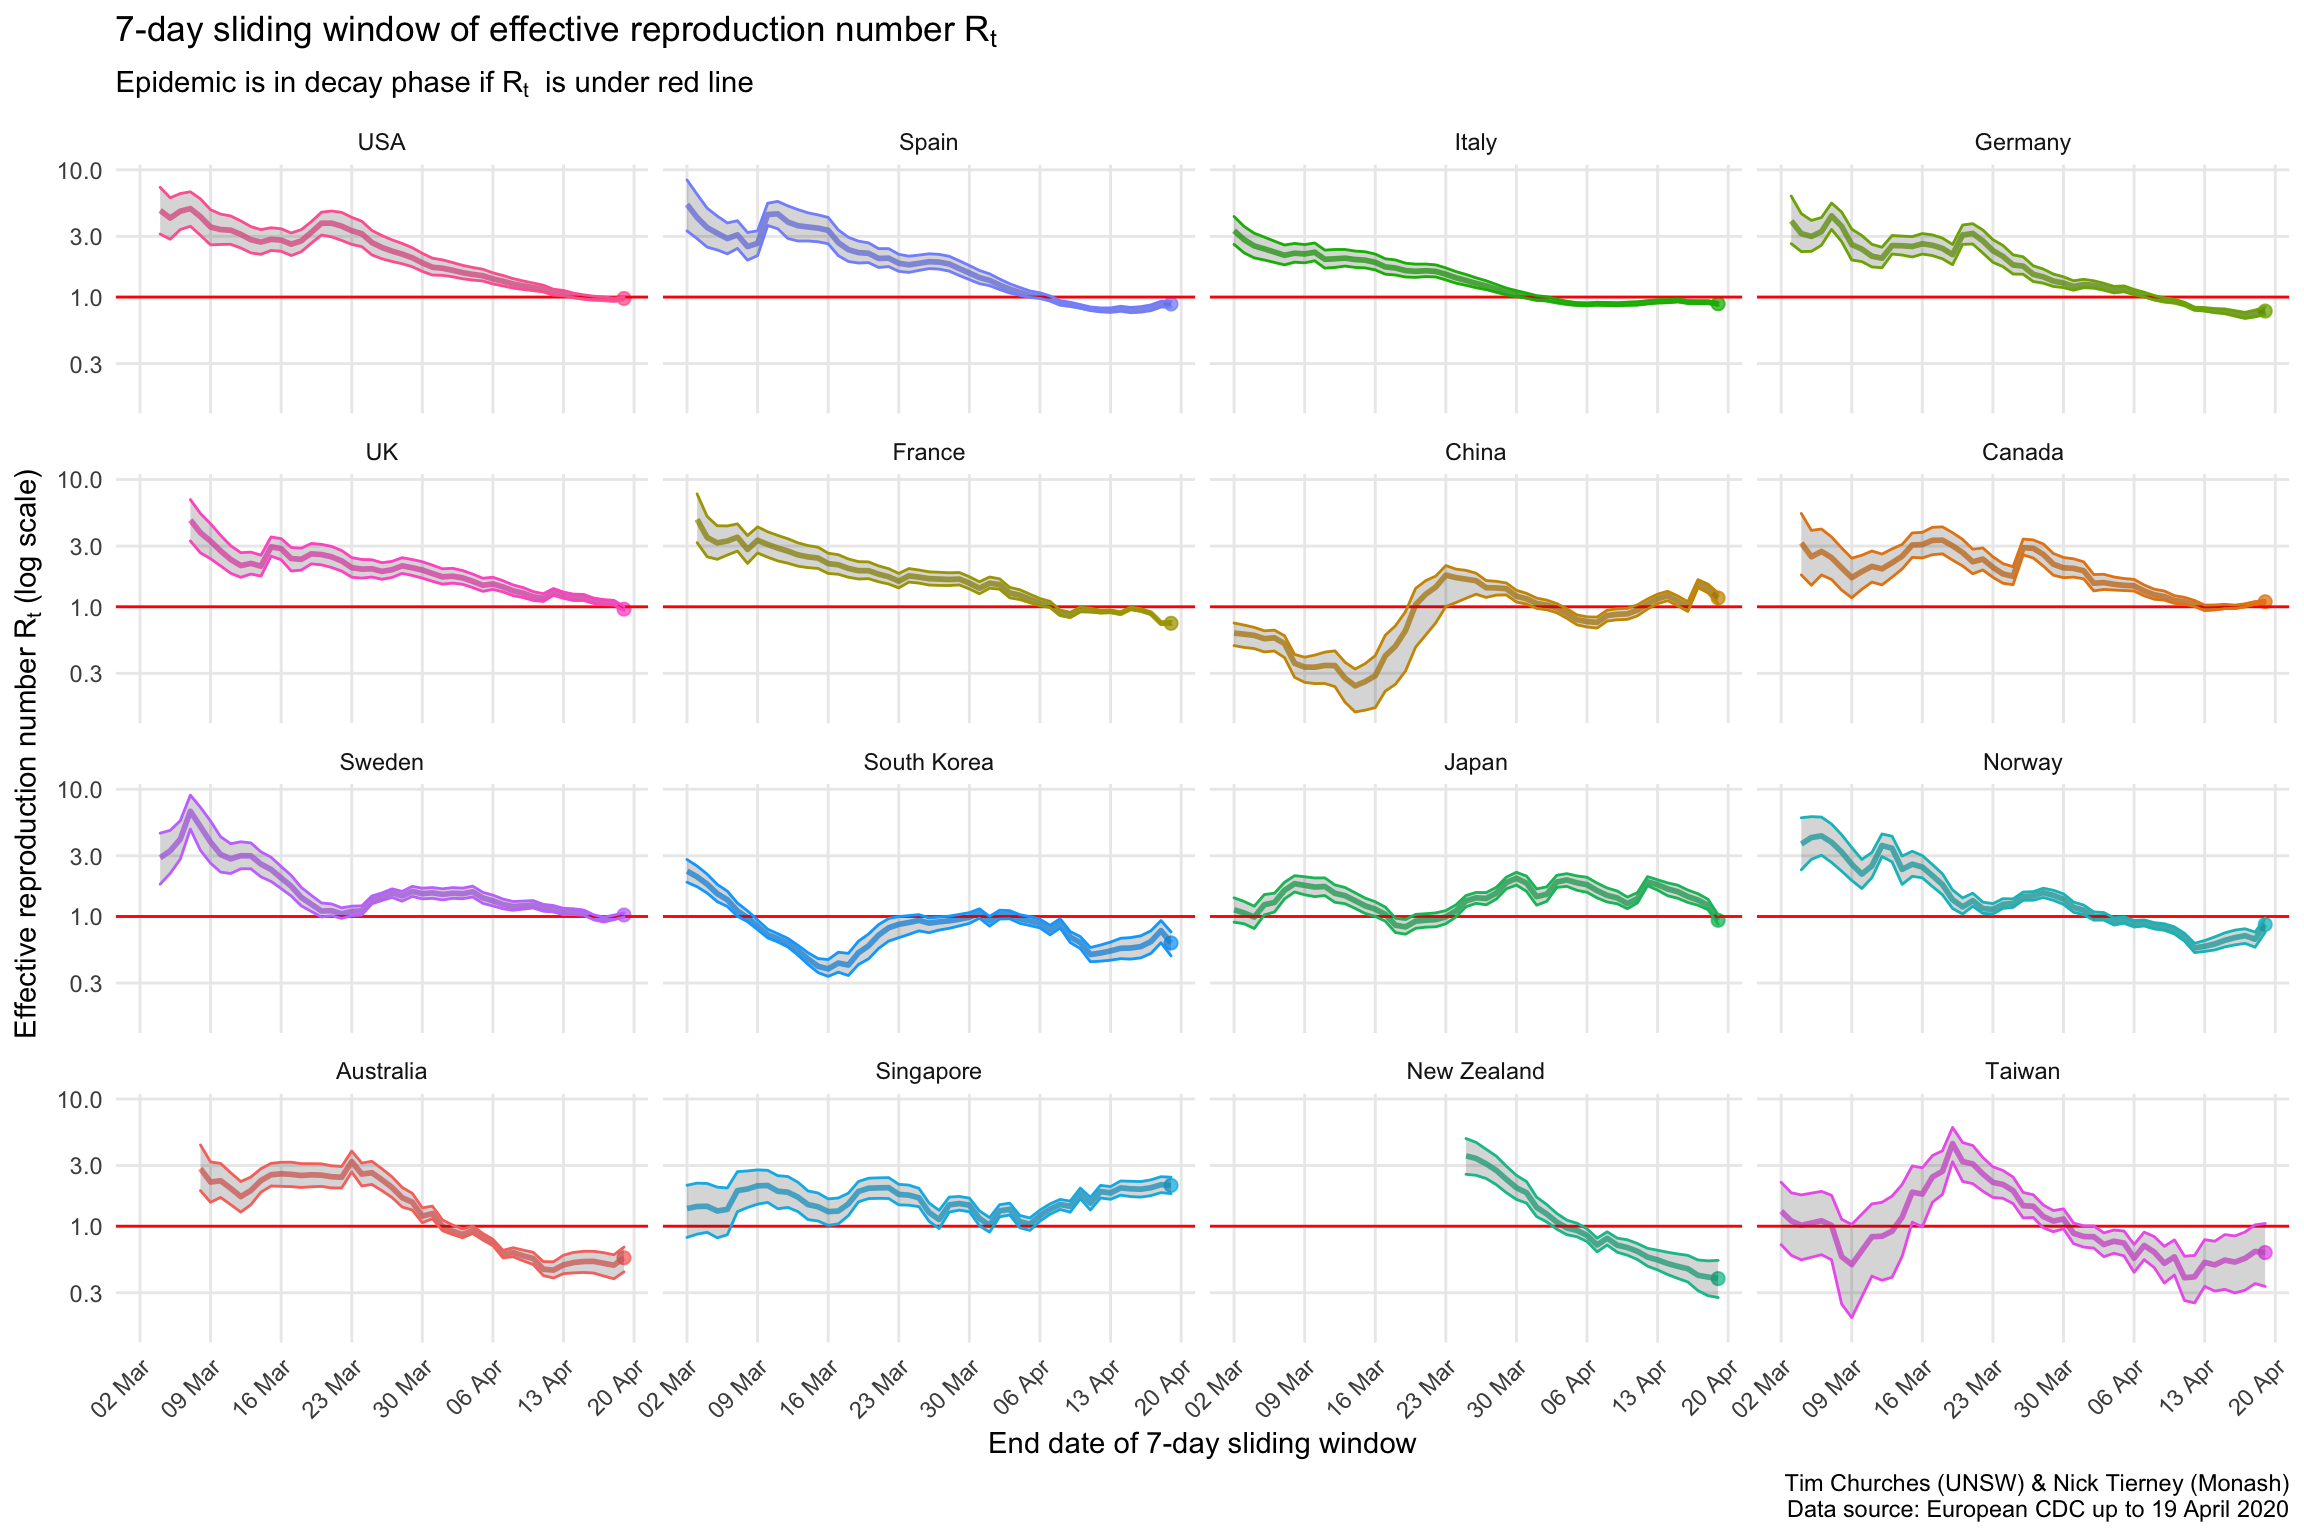 7-day sliding window of effective reproduction number Rt
Epidemic is in decay phase if Rt is under red line
USA
Spain
Italy
Germany
10.0
3.0
1.0
0.3
UK
France
China
Canada
10.0
3.0
1.0
0.3
Sweden
South Korea
Japan
Norway
10.0
3.0
1.0
0.3
Australia
Singapore
New Zealand
Taiwan
10.0
3.0
1.0
0.3
Effective reproduction number Rt (log scale)
02 Mar 09 Mar 16 Mar 23 Mar 30 Mar 06 Apr 13 Apr 20 Apr
02 Mar 09 Mar 16 Mar 23 Mar 30 Mar 06 Apr 13 Apr 20 Apr
02 Mar 09 Mar 16 Mar 23 Mar 30 Mar 06 Apr 13 Apr 20 Apr
02 Mar 09 Mar 16 Mar 23 Mar 30 Mar 06 Apr 13 Apr 20 Apr
End date of 7-day sliding window
Tim Churches (UNSW) & Nick Tierney (Monash)
Data source: European CDC up to 19 April 2020